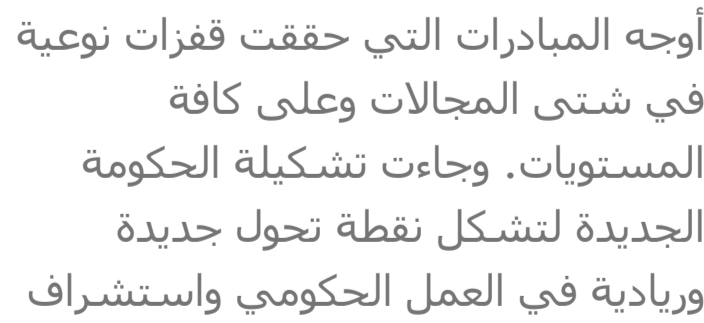 أوجه المبادرات التي حققت قفزات نوعية
في شتى المجالات وعلى كافة
المستويات. وجاءت تشكيلة الحكومة
الجديدة لتشكل نقطة تحول جديدة
وريادية في العمل الحكومي واستشراف